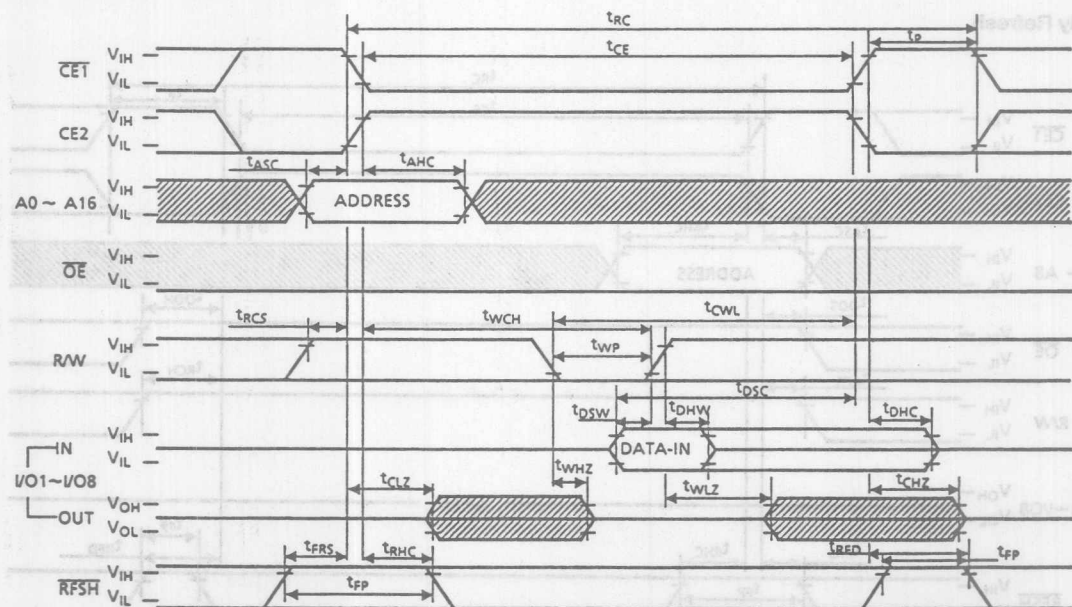 tRC
tCE
tP
CE1 VIH
VIL
CE2 VIH
VIL
tASC
tAHC
A0 ~ A16 VIH
VIL
ADDRESS
OE VIH
VIL
tRCS
tWCH
tCWL
R/W VIH
VIL
tWP
tDSC
tDSW
tDHW
tDHC
IN VIH
VIL
DATA-IN
I/O1~I/O8
tWHZ
tCLZ
tWLZ
tCHZ
OUT VOH
VOL
tFRS
tRHC
tRFD
tFP
tFP
RFSH VIH
VIL